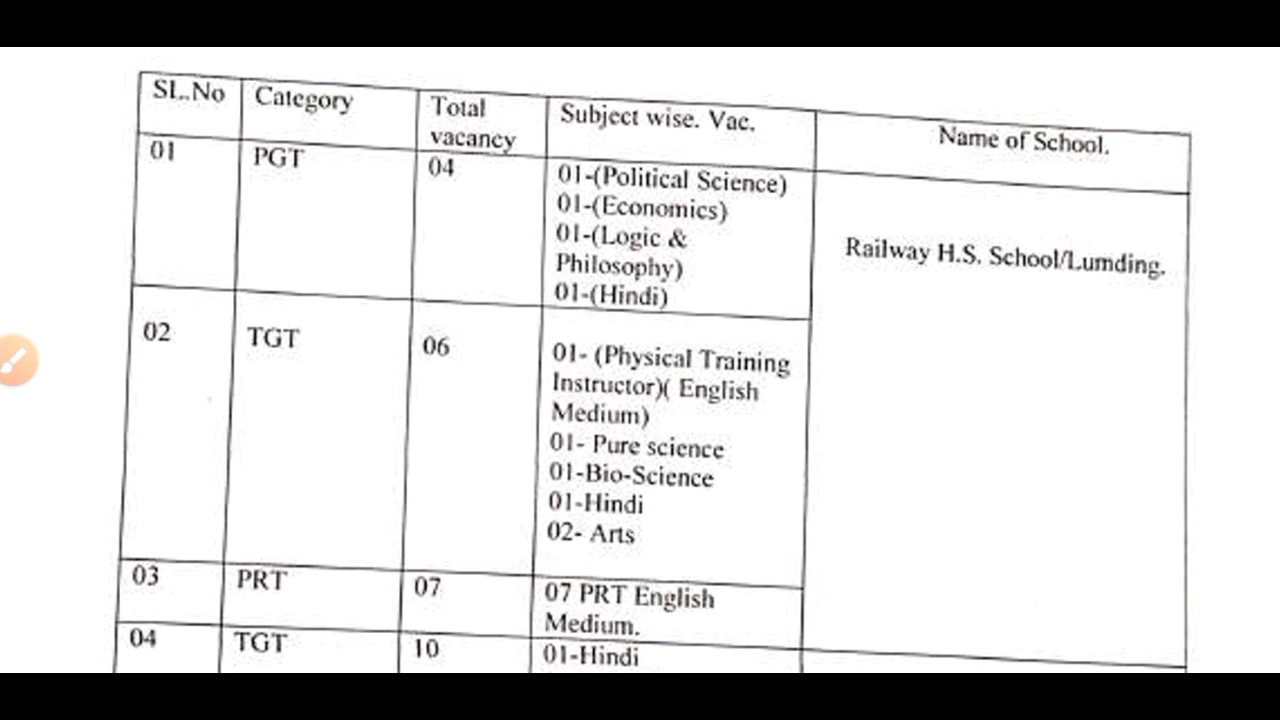 SL.No Category Total vacancy Subject wise. Vac. Name of School.
01 PGT 04 01-(Political Science)
01-(Economics)
01-(Logic &
Philosophy)
01-(Hindi)
Railway H.S. School/Lumding.
02 TGT 06 01- (Physical Training
Instructor)( English
Medium)
01- Pure science
01-Bio-Science
01-Hindi
02- Arts
03 PRT 07 07 PRT English
Medium.
04 TGT 10 01-Hindi